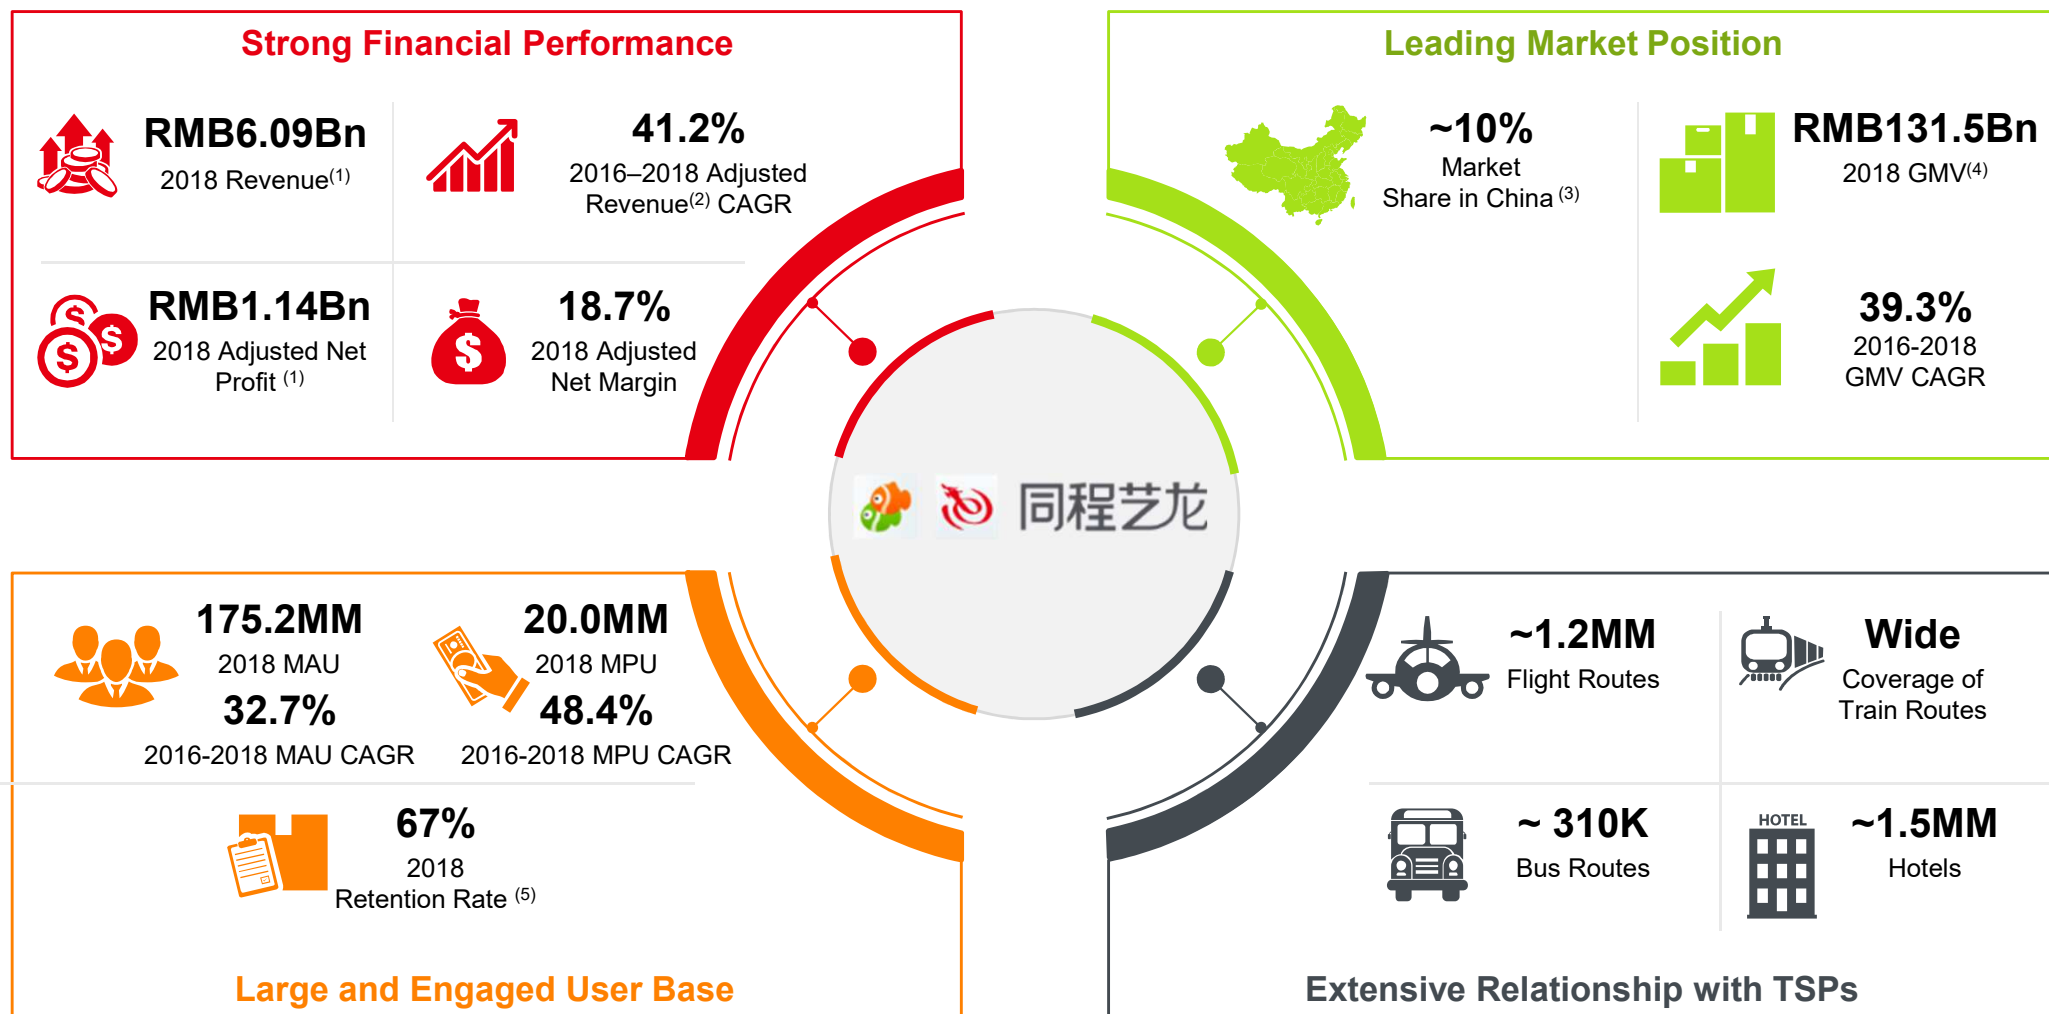 Strong Financial Performance
RMB6.09Bn
2018 Revenue(1)
41.2%
2016–2018 Adjusted
Revenue(2) CAGR
RMB1.14Bn
2018 Adjusted Net
Profit (1)
18.7%
2018 Adjusted
Net Margin
Leading Market Position
~10%
Market
Share in China (3)
RMB131.5Bn
2018 GMV(4)
39.3%
2016-2018
GMV CAGR
同程艺龙
175.2MM
2018 MAU
32.7%
2016-2018 MAU CAGR
20.0MM
2018 MPU
48.4%
2016-2018 MPU CAGR
67%
2018
Retention Rate (5)
Large and Engaged User Base
~1.2MM
Flight Routes
Wide
Coverage of
Train Routes
~ 310K
Bus Routes
HOTEL
~1.5MM
Hotels
Extensive Relationship with TSPs